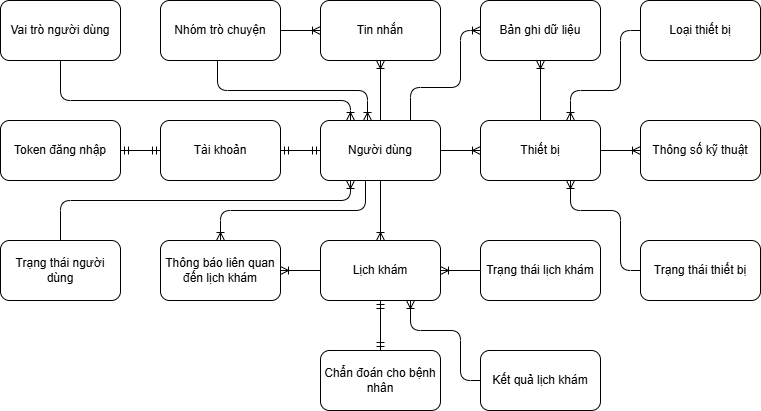 Vai trò người dùng
Nhóm trò chuyện
Tin nhắn
Bản ghi dữ liệu
Loại thiết bị
Token đăng nhập
Tài khoản
Người dùng
Thiết bị
Thông số kỹ thuật
Trạng thái người
dùng
Thông báo liên quan
đến lịch khám
Lịch khám
Trạng thái lịch khám
Trạng thái thiết bị
Chẩn đoán cho bệnh
nhân
Kết quả lịch khám